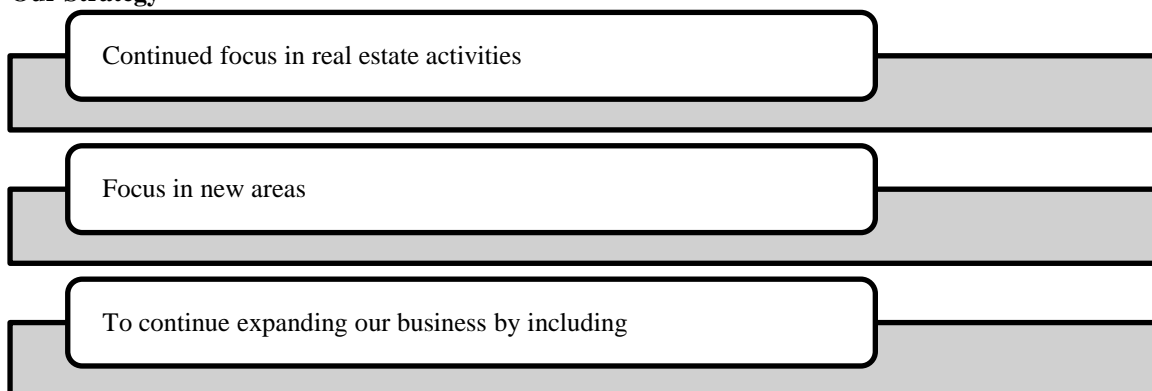 Our Strategy
Continued focus in real estate activities
Focus in new areas
To continue expanding our business by including